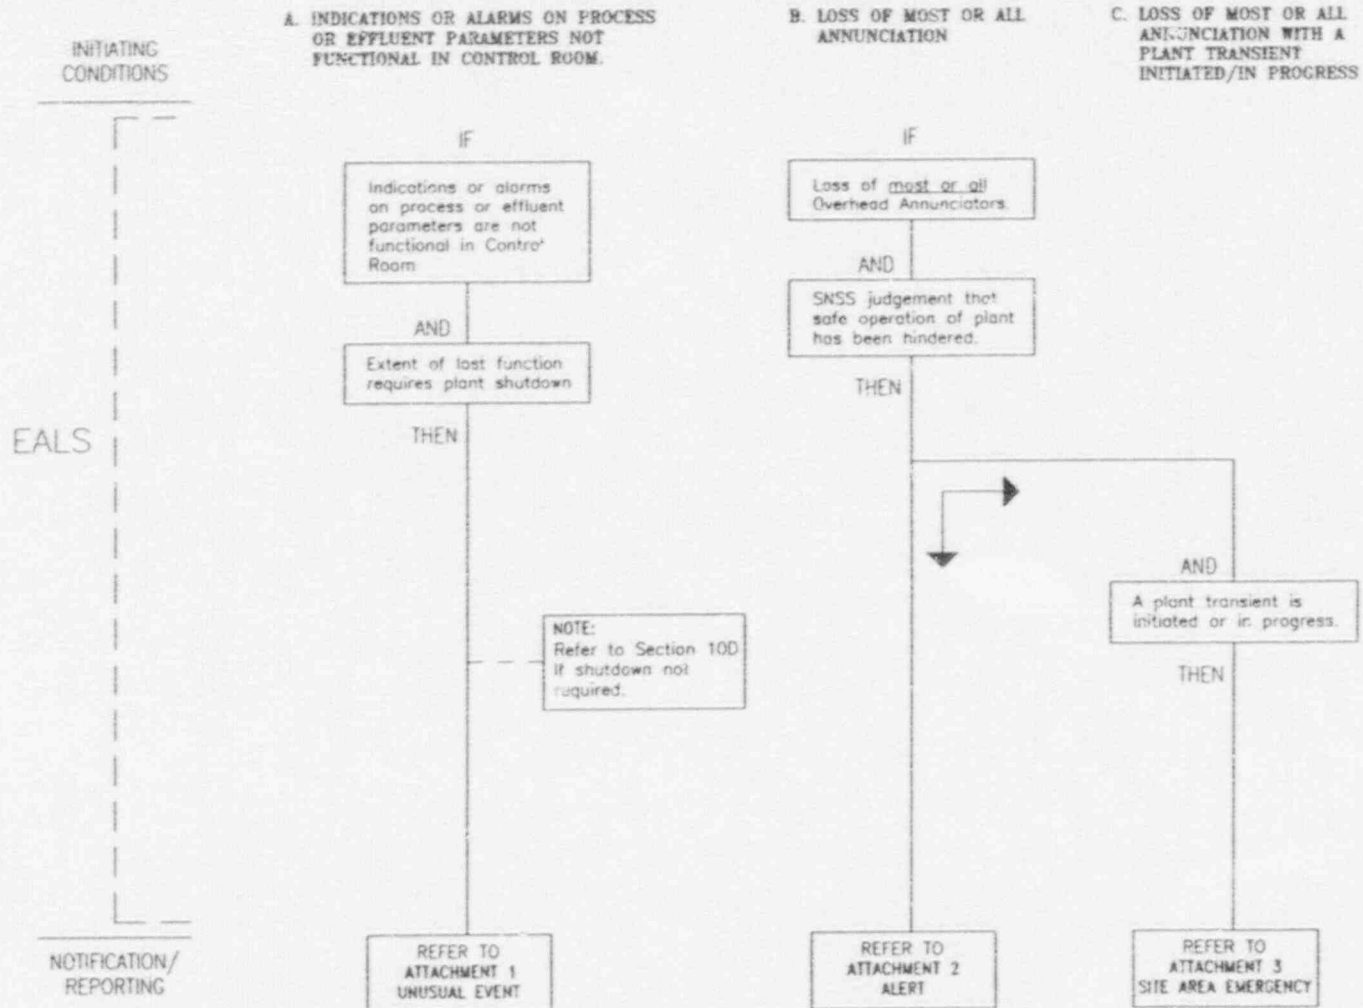 INITIATING
CONDITIONS
A. INDICATIONS OR ALARMS ON PROCESS
OR EFFLUENT PARAMETERS NOT
FUNCTIONAL IN CONTROL ROOM.
B. LOSS OF MOST OR ALL
ANNUNCIATION
C. LOSS OF MOST OR ALL
ANNUNCIATION WITH A
PLANT TRANSIENT
INITIATED/IN PROGRESS
EALS
IF
Indications or alarms
on process or effluent
parameters are not
functional in Control
Room
AND
Extent of lost function
requires plant shutdown
THEN
NOTE:
Refer to Section 10D
if shutdown not
required.
IF
Loss of most or all
Overhead Annunciators.
AND
SNSS judgement that
safe operation of plant
has been hindered.
THEN
AND
A plant transient is
initiated or in progress.
THEN
NOTIFICATION/
REPORTING
REFER TO
ATTACHMENT 1
UNUSUAL EVENT
REFER TO
ATTACHMENT 2
ALERT
REFER TO
ATTACHMENT 3
SITE AREA EMERGENCY